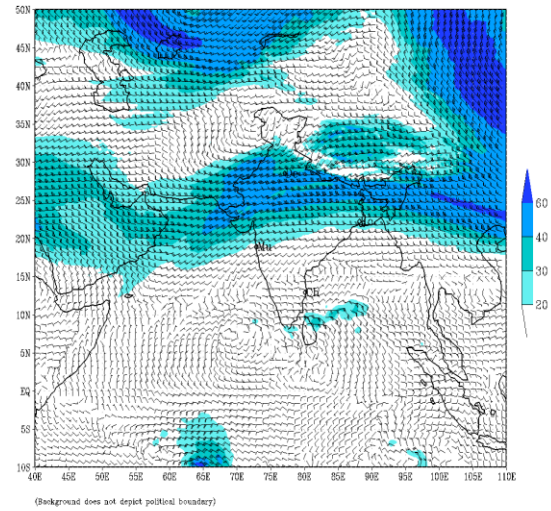 50N
45N
40N
35N
30N
25N
20N
15N
10N
5N
EQ
5S
10S
40E 45E 50E 55E 60E 65E 70E 75E 80E 85E 90E 95E 100E 105E 110E
Mu
Ch
60
40
30
20
(Background does not depict political boundary)